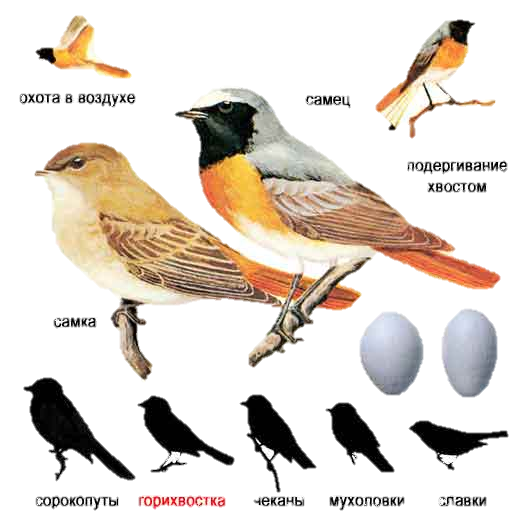 охота в воздухе
самец
подергивание
хвостом
самка
сорокопуты горихвостка чеканы мухоловки славки